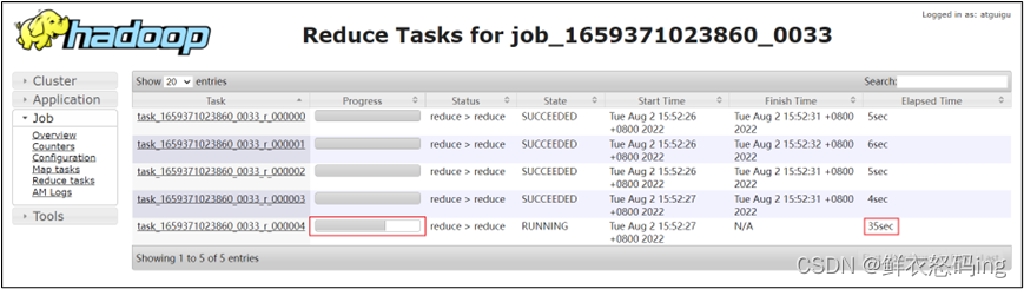 Logged in as: atguigu
hadoop
Reduce Tasks for job_1659371023860_0033
Cluster
Application
Job
Overview
Counters
Configuration
Map tasks
Reduce tasks
AM Logs
Tools
Show 20 entries
Search:
Task Progress Status State Start Time Finish Time Elapsed Time
task_1659371023860_0033_r_000000 reduce > reduce SUCCEEDED Tue Aug 2 15:52:26 Tue Aug 2 15:52:31 +0800 5sec
+0800 2022 2022
task_1659371023860_0033_r_000001 reduce > reduce SUCCEEDED Tue Aug 2 15:52:26 Tue Aug 2 15:52:32 +0800 6sec
+0800 2022 2022
task_1659371023860_0033_r_000002 reduce > reduce SUCCEEDED Tue Aug 2 15:52:26 Tue Aug 2 15:52:31 +0800 5sec
+0800 2022 2022
task_1659371023860_0033_r_000003 reduce > reduce SUCCEEDED Tue Aug 2 15:52:27 Tue Aug 2 15:52:31 +0800 4sec
+0800 2022 2022
task_1659371023860_0033_r_000004 reduce > reduce RUNNING Tue Aug 2 15:52:27 N/A 35sec
+0800 2022
Showing 1 to 5 of 5 entries
CSDN @鲜衣怒码ing